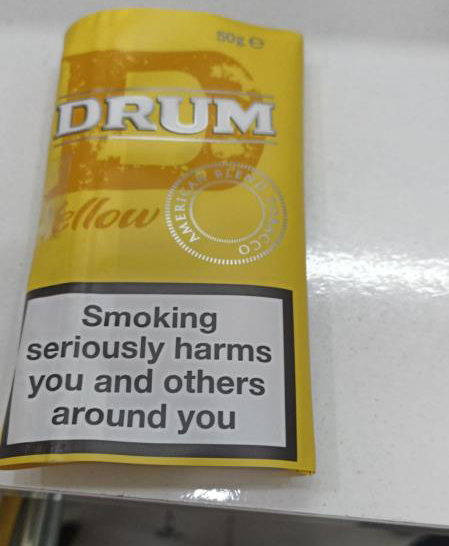 50g ℮
D
DRUM
Yellow
AMERICAN BLEND TOBACCO
Smoking
seriously harms
you and others
around you